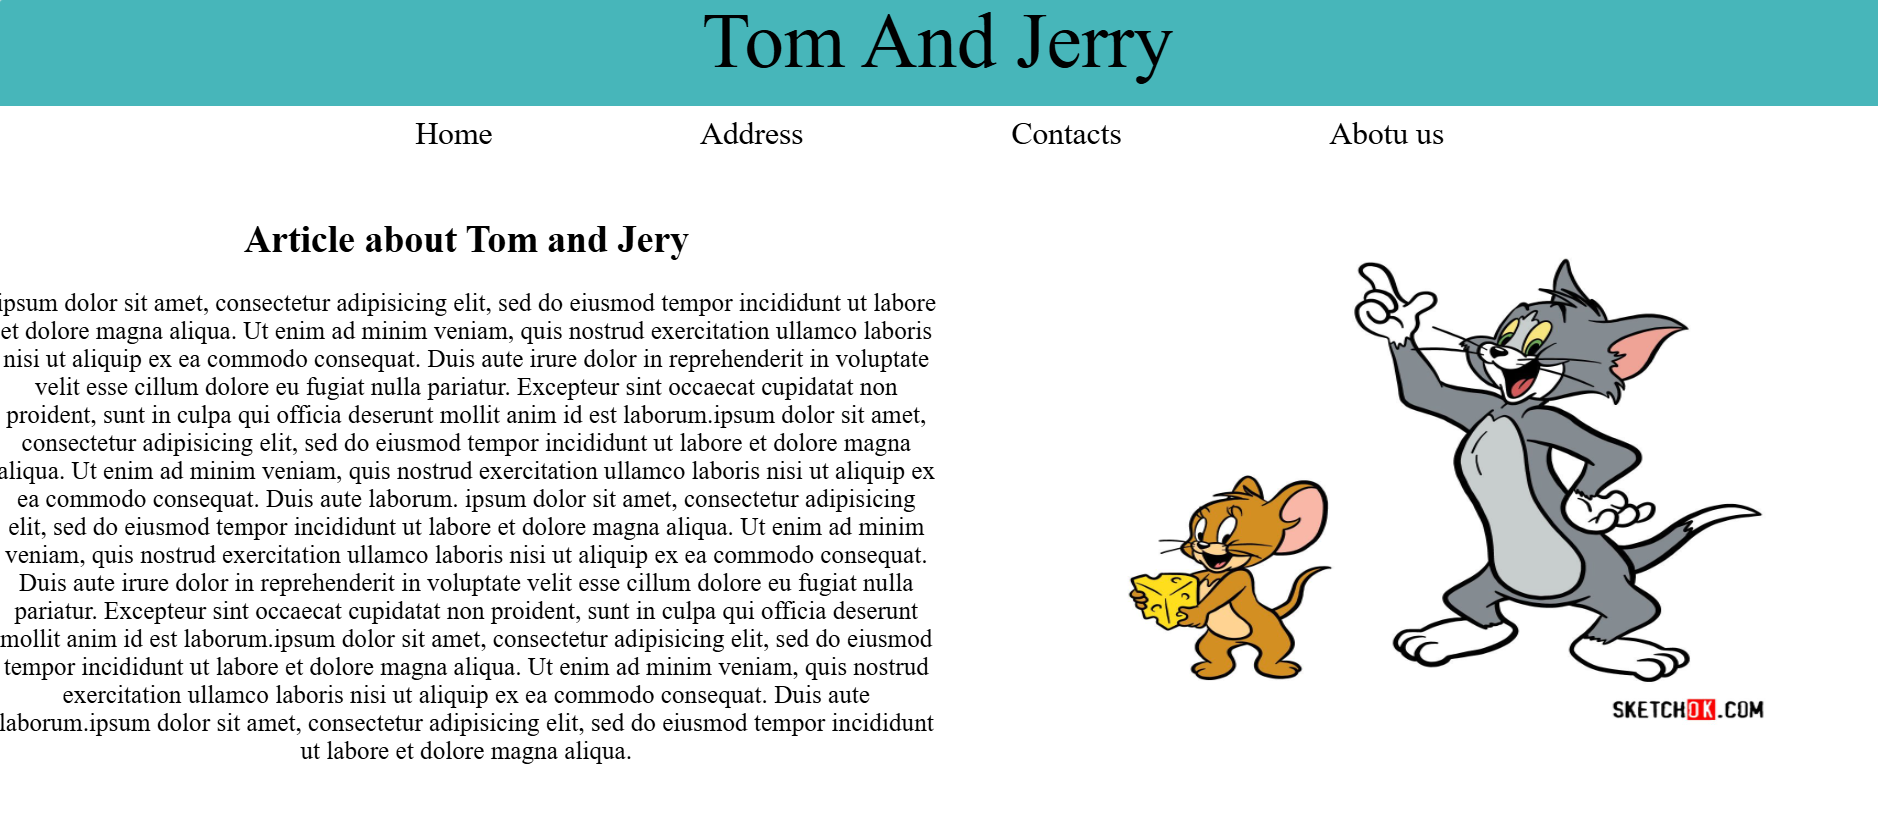 Tom And Jerry
Home Address Contacts Abotu us
Article about Tom and Jery
ipsum dolor sit amet, consectetur adipisicing elit, sed do eiusmod tempor incididunt ut labore
et dolore magna aliqua. Ut enim ad minim veniam, quis nostrud exercitation ullamco laboris
nisi ut aliquip ex ea commodo consequat. Duis aute irure dolor in reprehenderit in voluptate
velit esse cillum dolore eu fugiat nulla pariatur. Excepteur sint occaecat cupidatat non
proident, sunt in culpa qui officia deserunt mollit anim id est laborum.ipsum dolor sit amet,
consectetur adipisicing elit, sed do eiusmod tempor incididunt ut labore et dolore magna
aliqua. Ut enim ad minim veniam, quis nostrud exercitation ullamco laboris nisi ut aliquip ex
ea commodo consequat. Duis aute laborum. ipsum dolor sit amet, consectetur adipisicing
elit, sed do eiusmod tempor incididunt ut labore et dolore magna aliqua. Ut enim ad minim
veniam, quis nostrud exercitation ullamco laboris nisi ut aliquip ex ea commodo consequat.
Duis aute irure dolor in reprehenderit in voluptate velit esse cillum dolore eu fugiat nulla
pariatur. Excepteur sint occaecat cupidatat non proident, sunt in culpa qui officia deserunt
mollit anim id est laborum.ipsum dolor sit amet, consectetur adipisicing elit, sed do eiusmod
tempor incididunt ut labore et dolore magna aliqua. Ut enim ad minim veniam, quis nostrud
exercitation ullamco laboris nisi ut aliquip ex ea commodo consequat. Duis aute
laborum.ipsum dolor sit amet, consectetur adipisicing elit, sed do eiusmod tempor incididunt
ut labore et dolore magna aliqua.
SKETCHOK.COM